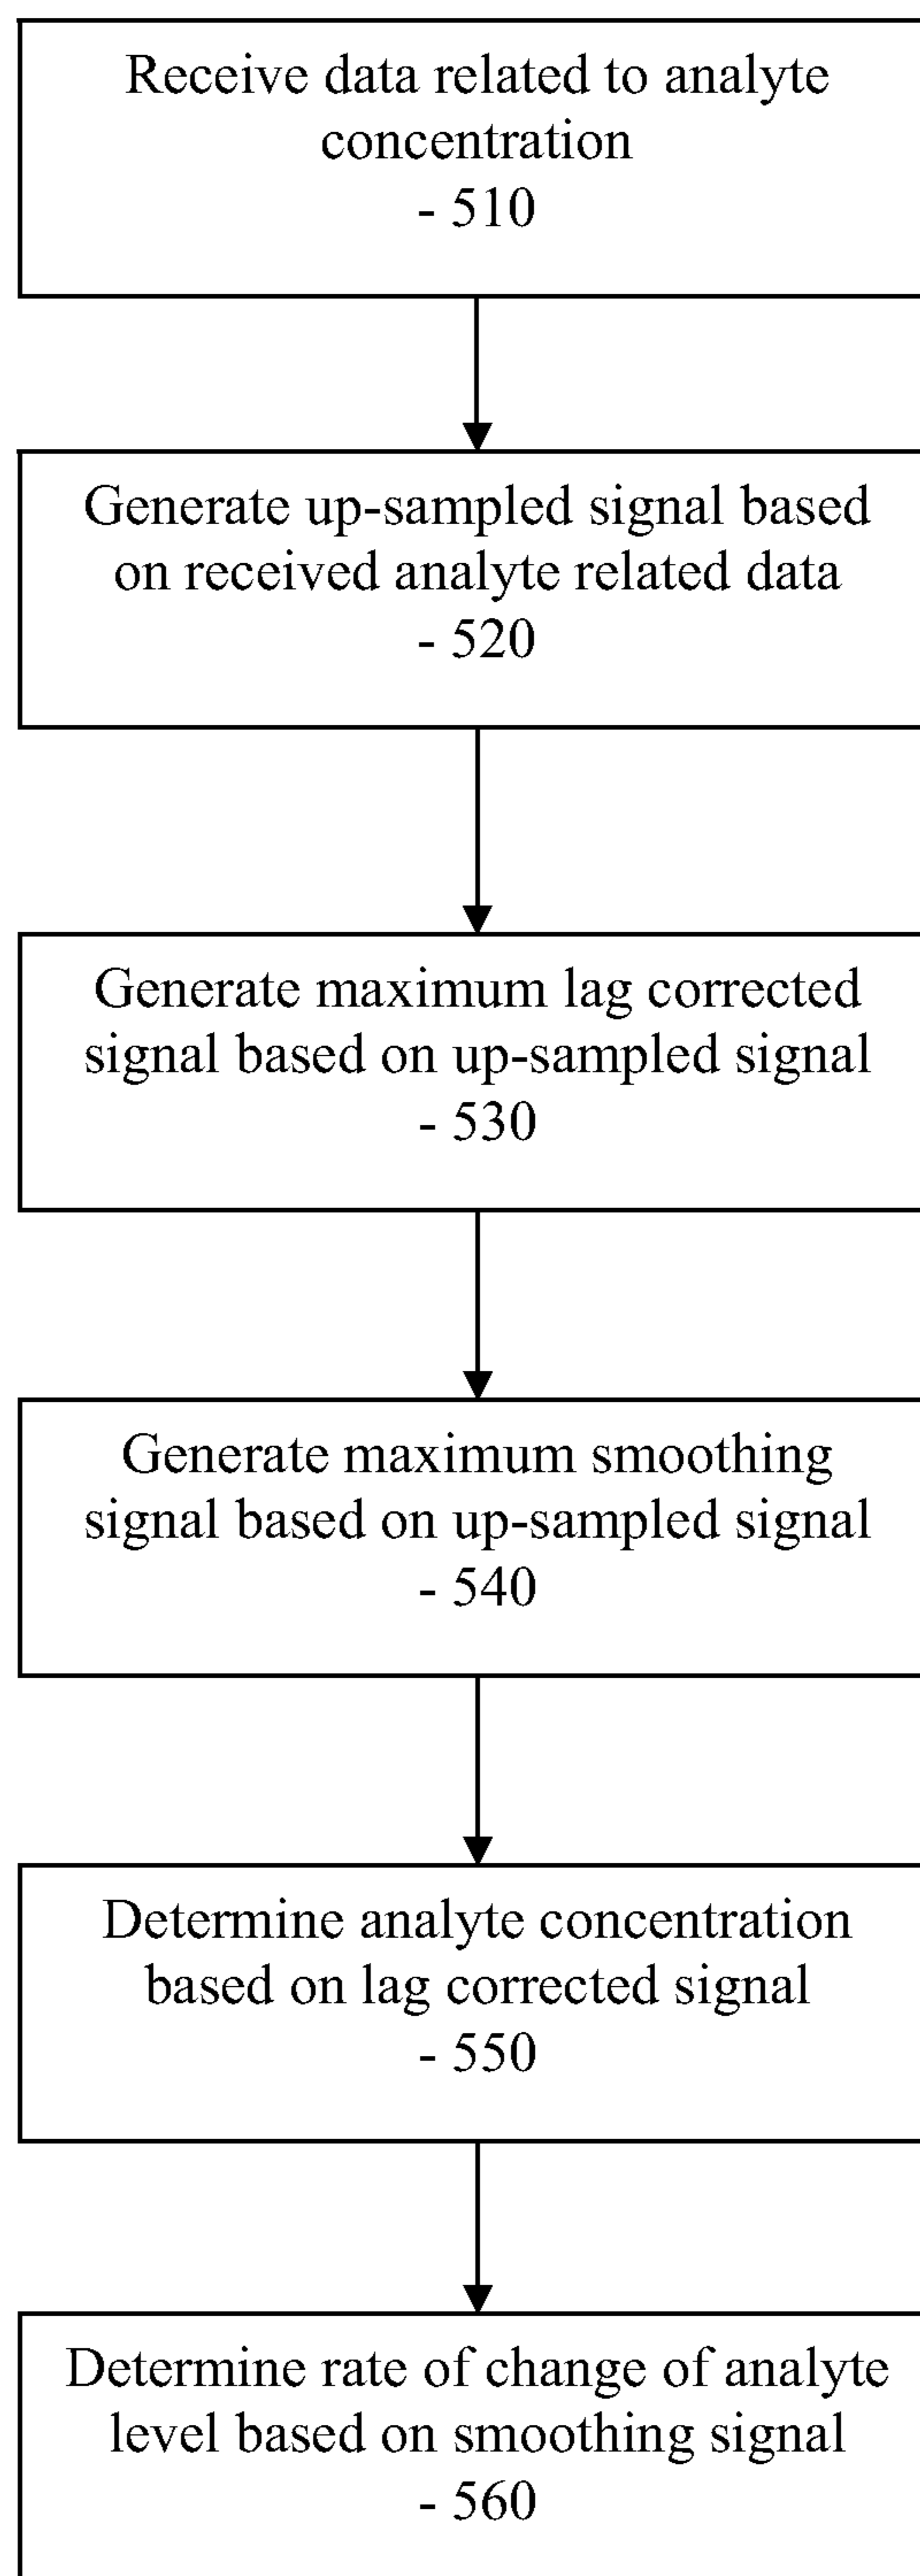 Receive data related to analyte
concentration
- 510
Generate up-sampled signal based
on received analyte related data
- 520
Generate maximum lag corrected
signal based on up-sampled signal
- 530
Generate maximum smoothing
signal based on up-sampled signal
- 540
Determine analyte concentration
based on lag corrected signal
- 550
Determine rate of change of analyte
level based on smoothing signal
- 560